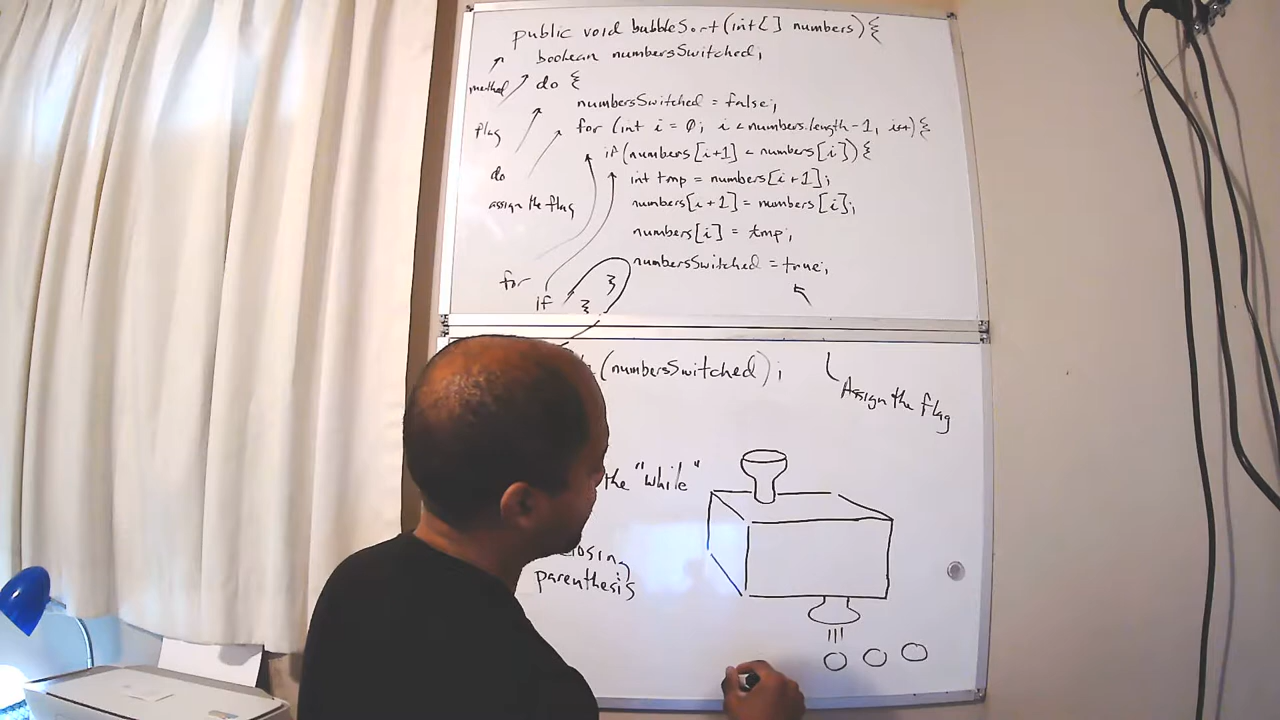 public void bubbleSort(int[] numbers){
boolean numbersSwitched;
method
do {
numbersSwitched = false;
flag
for (int i = 0; i < numbers.length-1; i++){
if(numbers[i+1] < numbers[i]){
do
int tmp = numbers[i+1];
assign the flag
numbers[i+1] = numbers[i];
numbers[i] = tmp;
numbersSwitched = true;
for
}
if
}
(numbersSwitched);
Assign the flag
the "while"
parenthesis